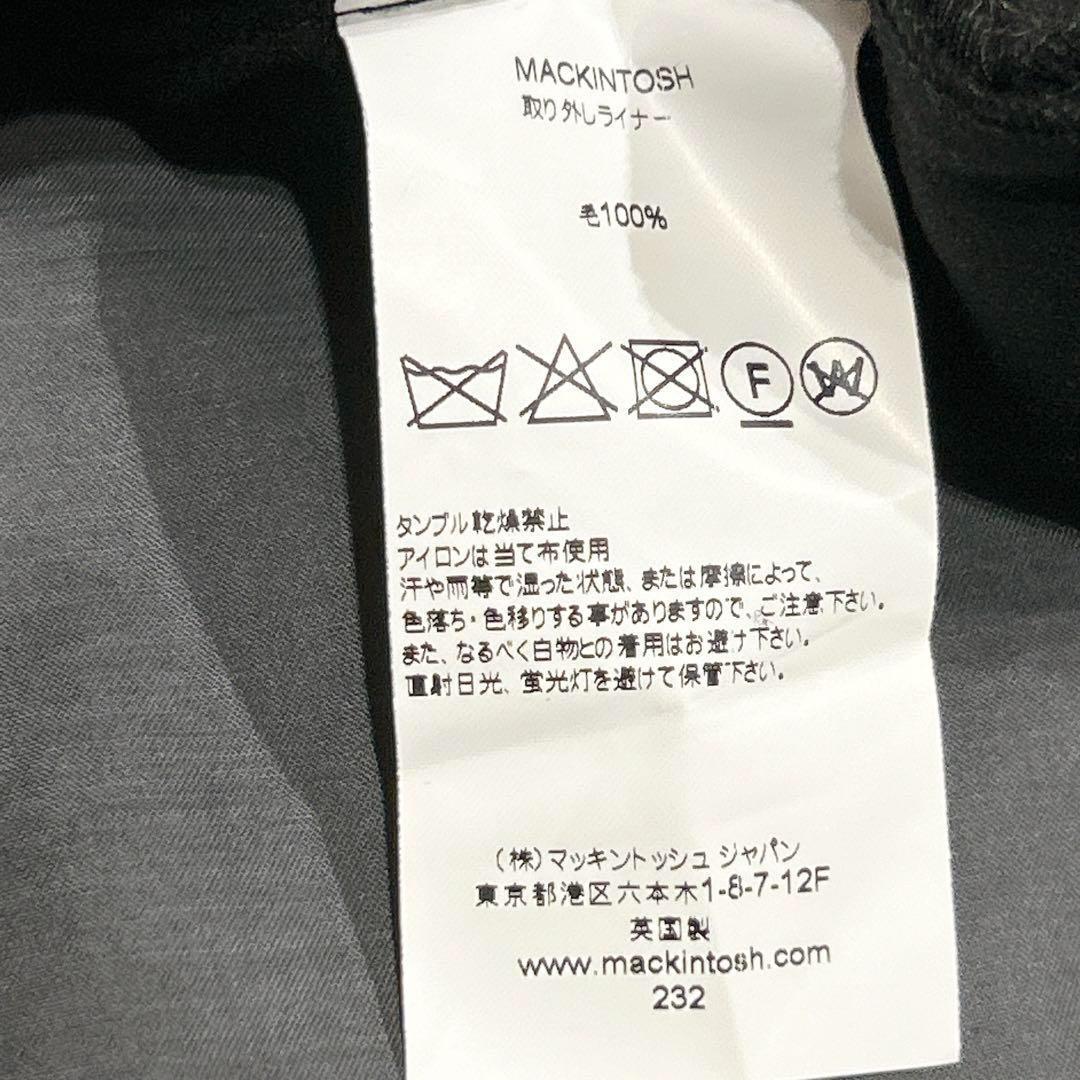 MACKINTOSH
取り外しライナー
毛100%
F
W
タンブル乾燥禁止
アイロンは当て布使用
汗や雨等で湿った状態、または摩擦によって、
色落ち・色移りする事がありますので、ご注意下さい。
また、なるべく白物との着用はお避け下さい。
直射日光、蛍光灯を避けて保管下さい。
(株)マッキントッシュ ジャパン
東京都港区六本木1-8-7-12F
英国製
www.mackintosh.com
232